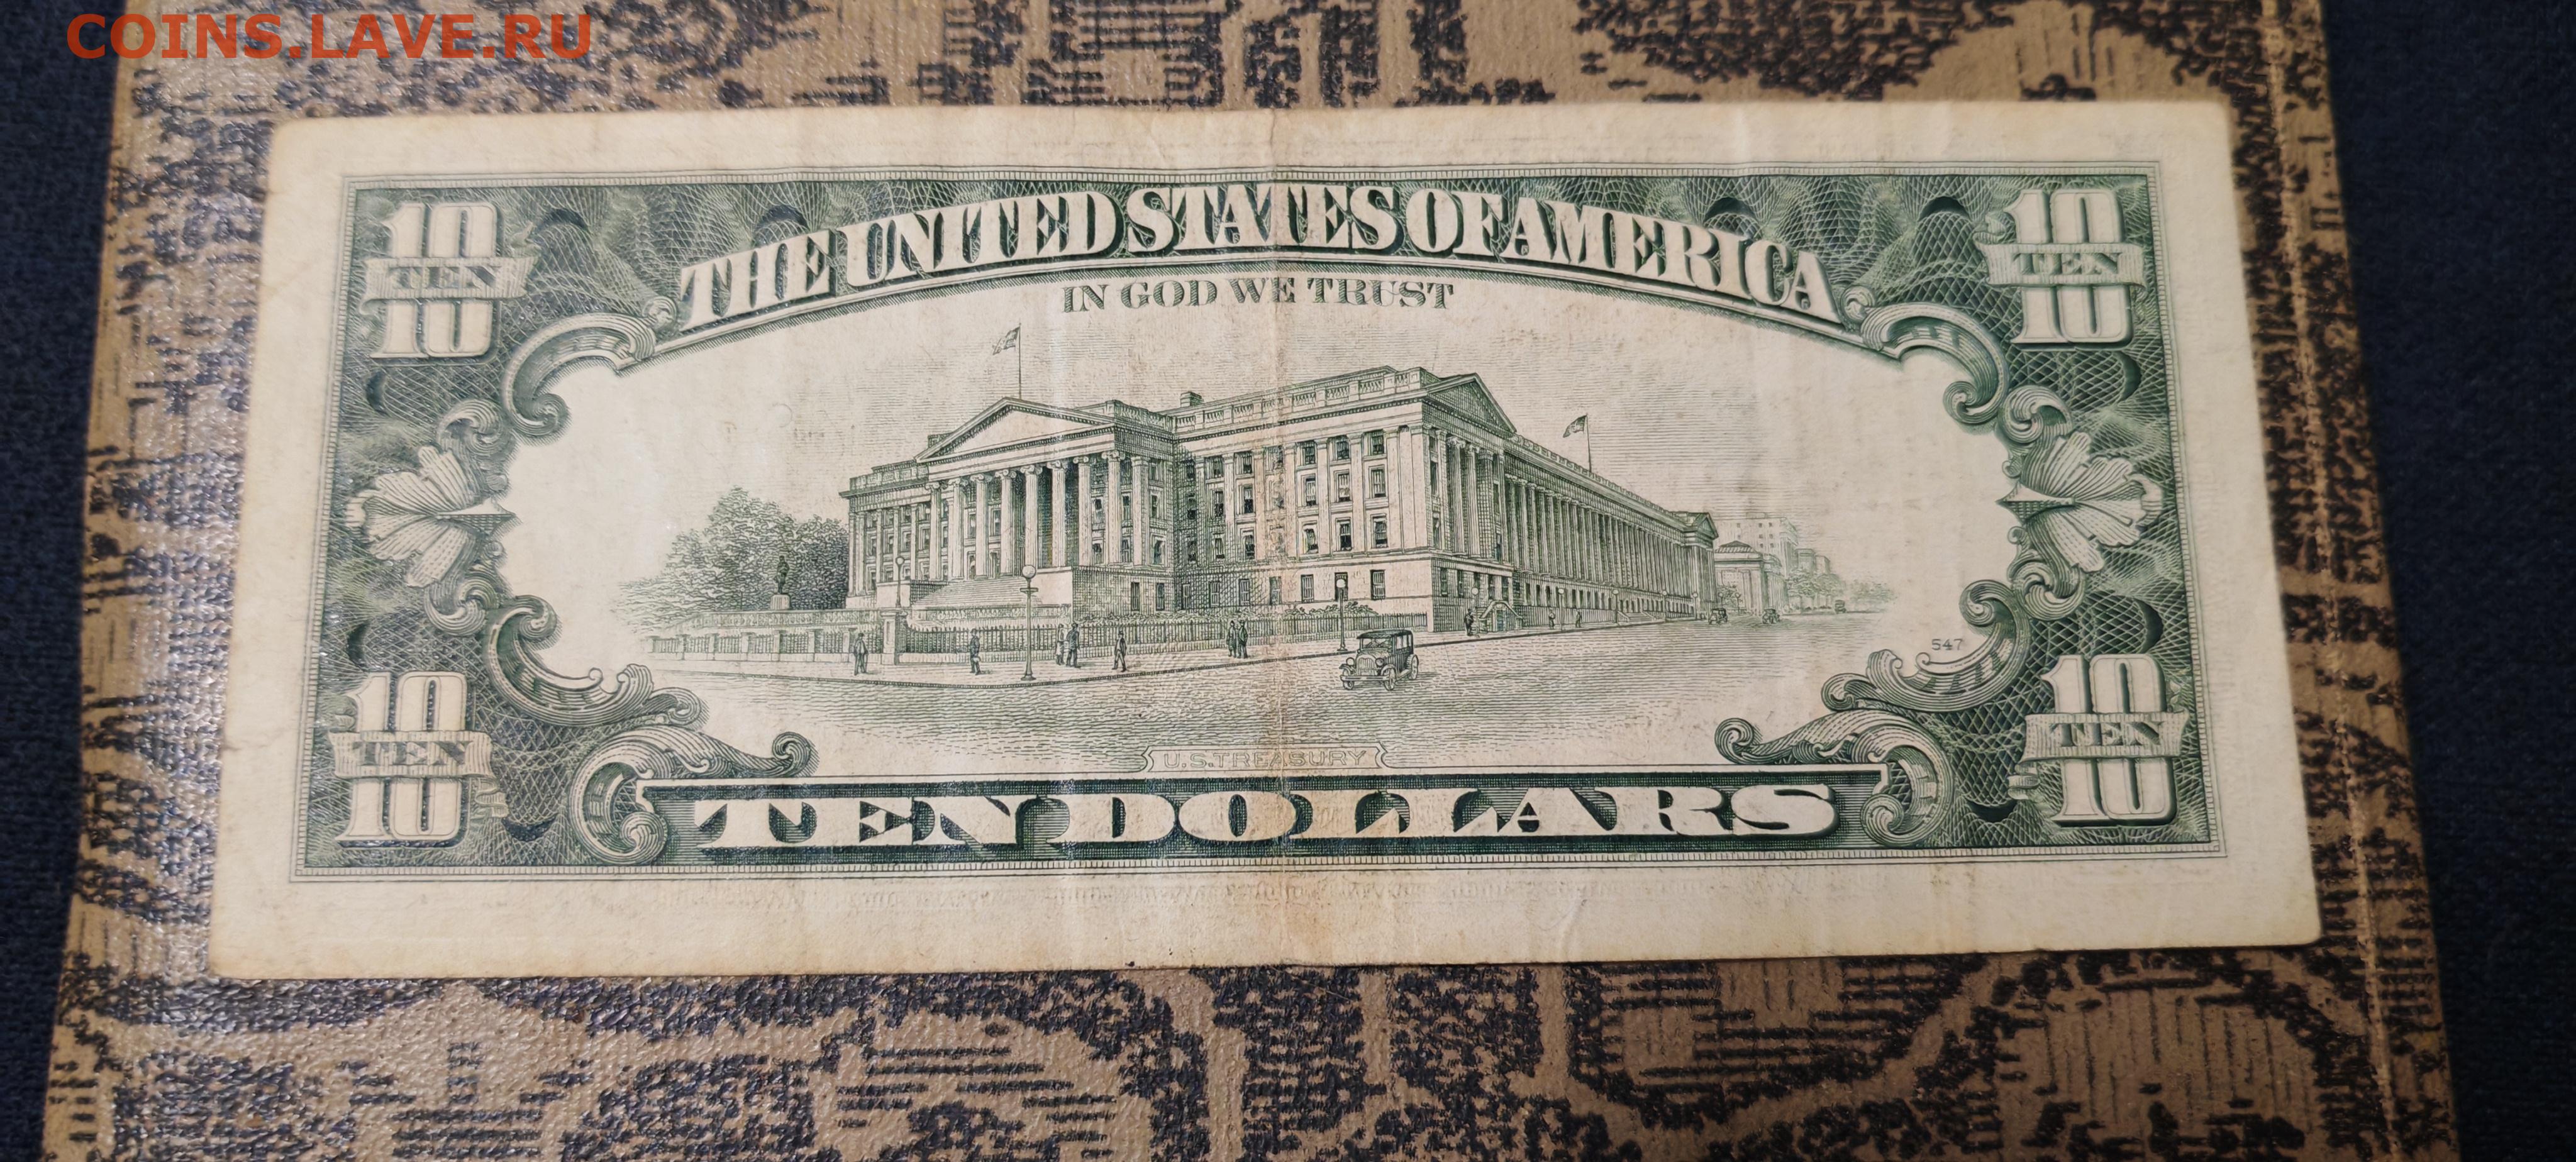 COINS.LAVE.RU
10
TEN
10
THE UNITED STATES OF AMERICA
10
TEN
10
IN GOD WE TRUST
547
10
TEN
10
U.S.TREASURY
10
TEN
10
TEN DOLLARS